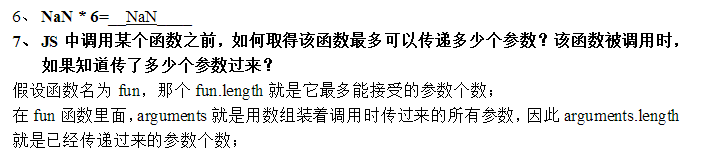 6、 NaN * 6=__NaN____
7、 JS 中调用某个函数之前，如何取得该函数最多可以传递多少个参数？该函数被调用时，
如果知道传了多少个参数过来？
假设函数名为 fun，那个 fun.length 就是它最多能接受的参数个数；
在 fun 函数里面，arguments 就是用数组装着调用时传过来的所有参数，因此 arguments.length
就是已经传递过来的参数个数；